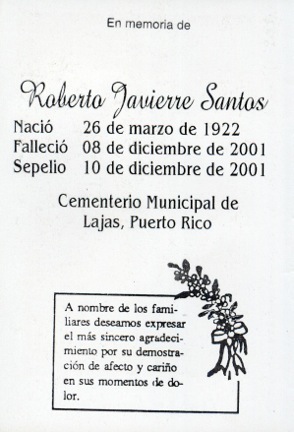 En memoria de
Roberto Javierre Santos
Nació 26 de marzo de 1922
Falleció 08 de diciembre de 2001
Sepelio 10 de diciembre de 2001
Cementerio Municipal de
Lajas, Puerto Rico
A nombre de los fami-
liares deseamos expresar
el más sincero agradeci-
miento por su demostra-
ción de afecto y cariño
en sus momentos de do-
lor.